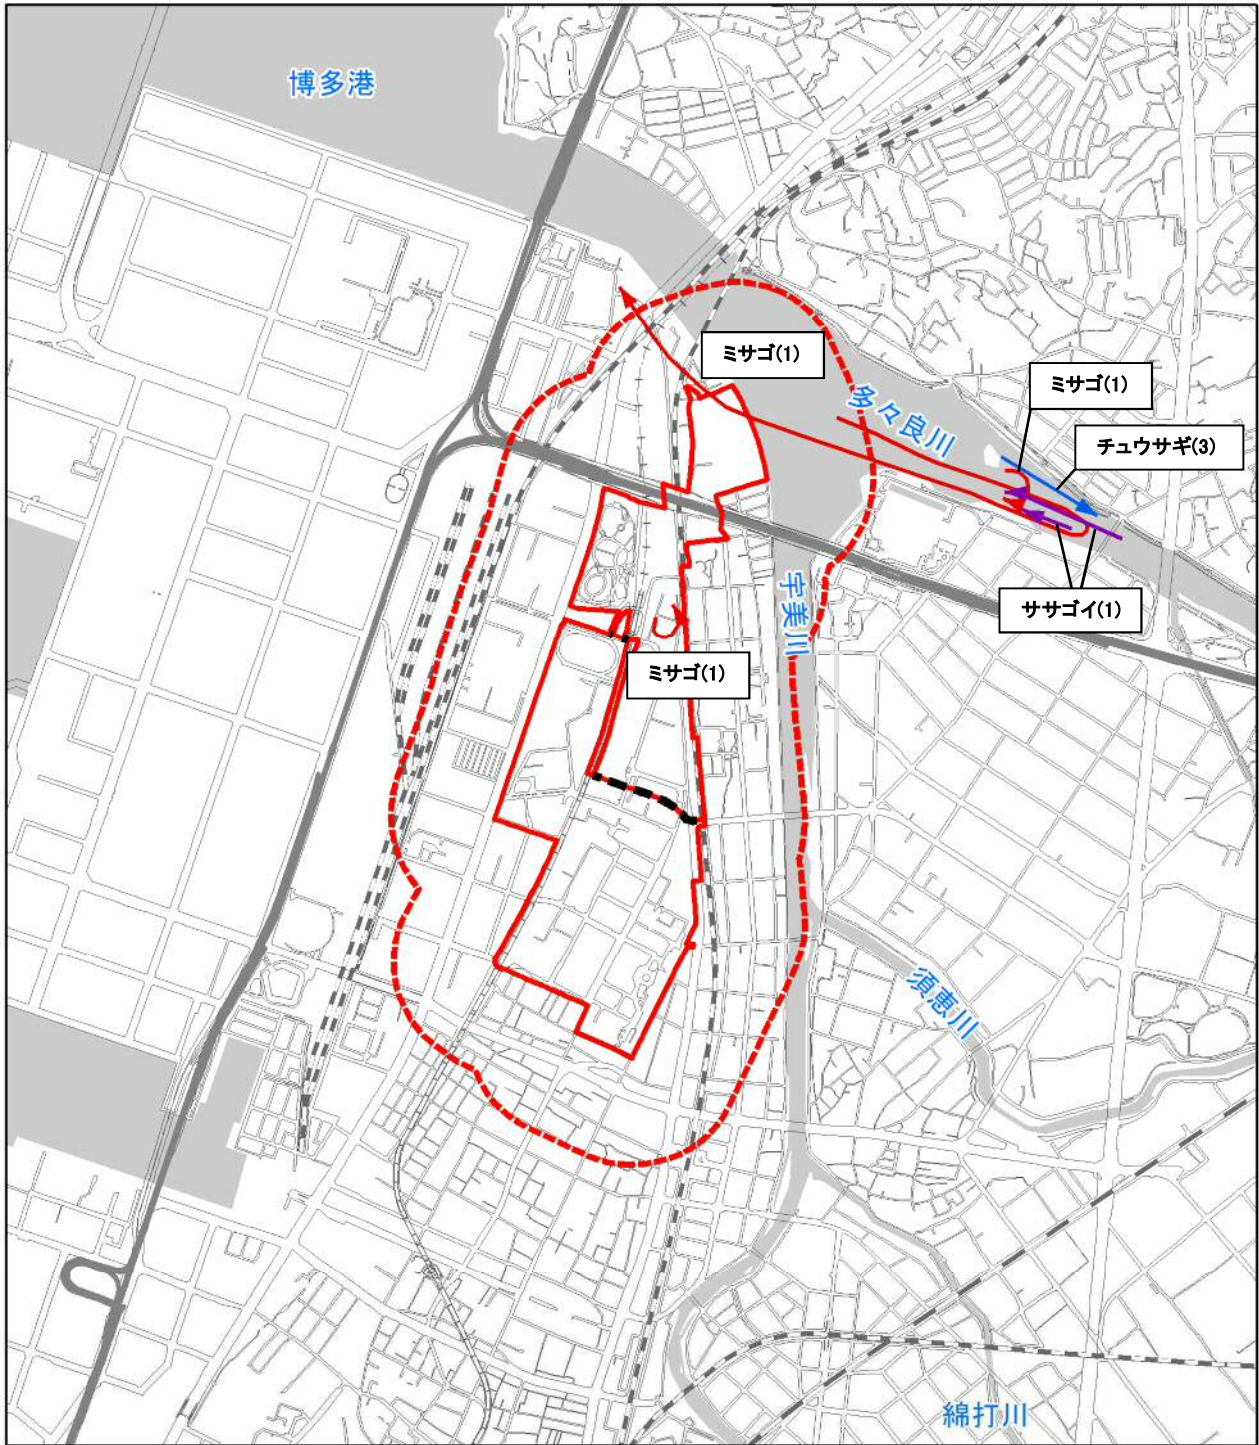 博多港
ミサゴ(1)
ミサゴ(1)
多々良川
チュウサギ(3)
宇美川
ササゴイ(1)
ミサゴ(1)
須恵川
綿打川